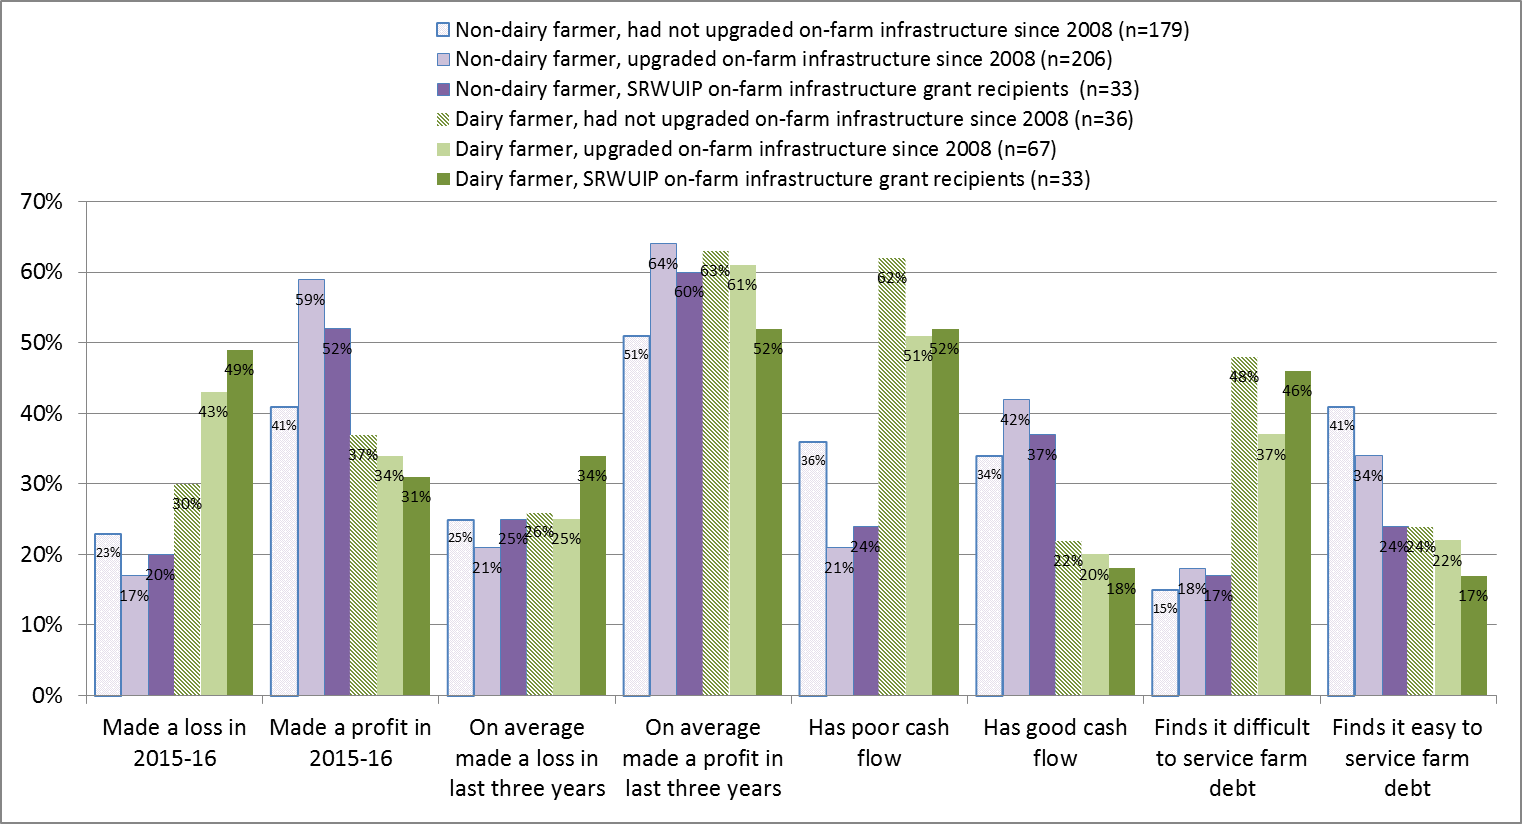 Non-dairy farmer, had not upgraded on-farm infrastructure since 2008 (n=179)
Non-dairy farmer, upgraded on-farm infrastructure since 2008 (n=206)
Non-dairy farmer, SRWUIP on-farm infrastructure grant recipients (n=33)
Dairy farmer, had not upgraded on-farm infrastructure since 2008 (n=36)
Dairy farmer, upgraded on-farm infrastructure since 2008 (n=67)
Dairy farmer, SRWUIP on-farm infrastructure grant recipients (n=33)
70%
60%
50%
40%
30%
20%
10%
0%
23%
17%
20%
30%
43%
49%
41%
59%
52%
37%
34%
31%
25%
21%
25%
26%
25%
34%
51%
64%
60%
63%
61%
52%
36%
21%
24%
62%
51%
52%
34%
42%
37%
22%
20%
18%
15%
18%
17%
48%
37%
46%
41%
34%
24%
24%
22%
17%
Made a loss in
2015-16
Made a profit in
2015-16
On average
made a loss in
last three years
On average
made a profit in
last three years
Has poor cash
flow
Has good cash
flow
Finds it difficult
to service farm
debt
Finds it easy to
service farm
debt